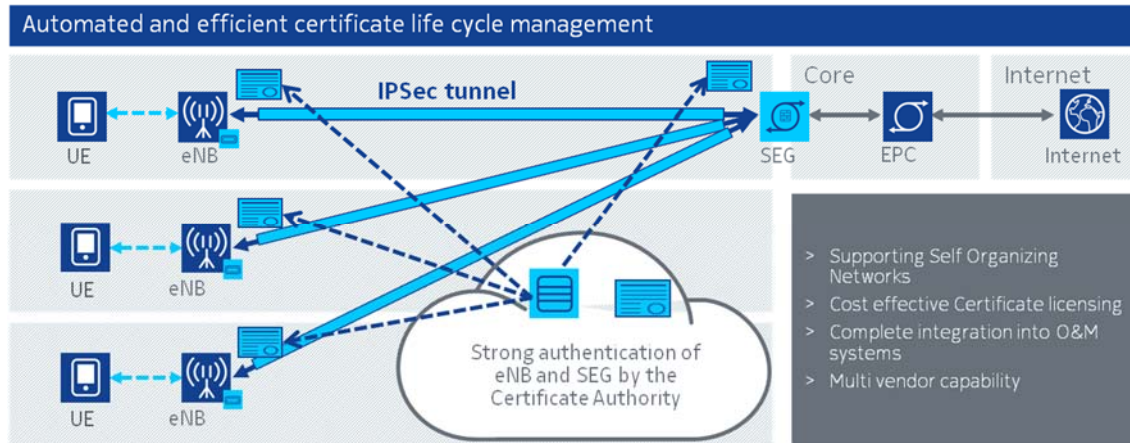 Automated and efficient certificate life cycle management
Core
Internet
IPSec tunnel
UE
eNB
SEG
EPC
Internet
UE
eNB
> Supporting Self Organizing
Networks
> Cost effective Certificate licensing
> Complete integration into O&M
systems
> Multi vendor capability
Strong authentication of
eNB and SEG by the
Certificate Authority
UE
eNB